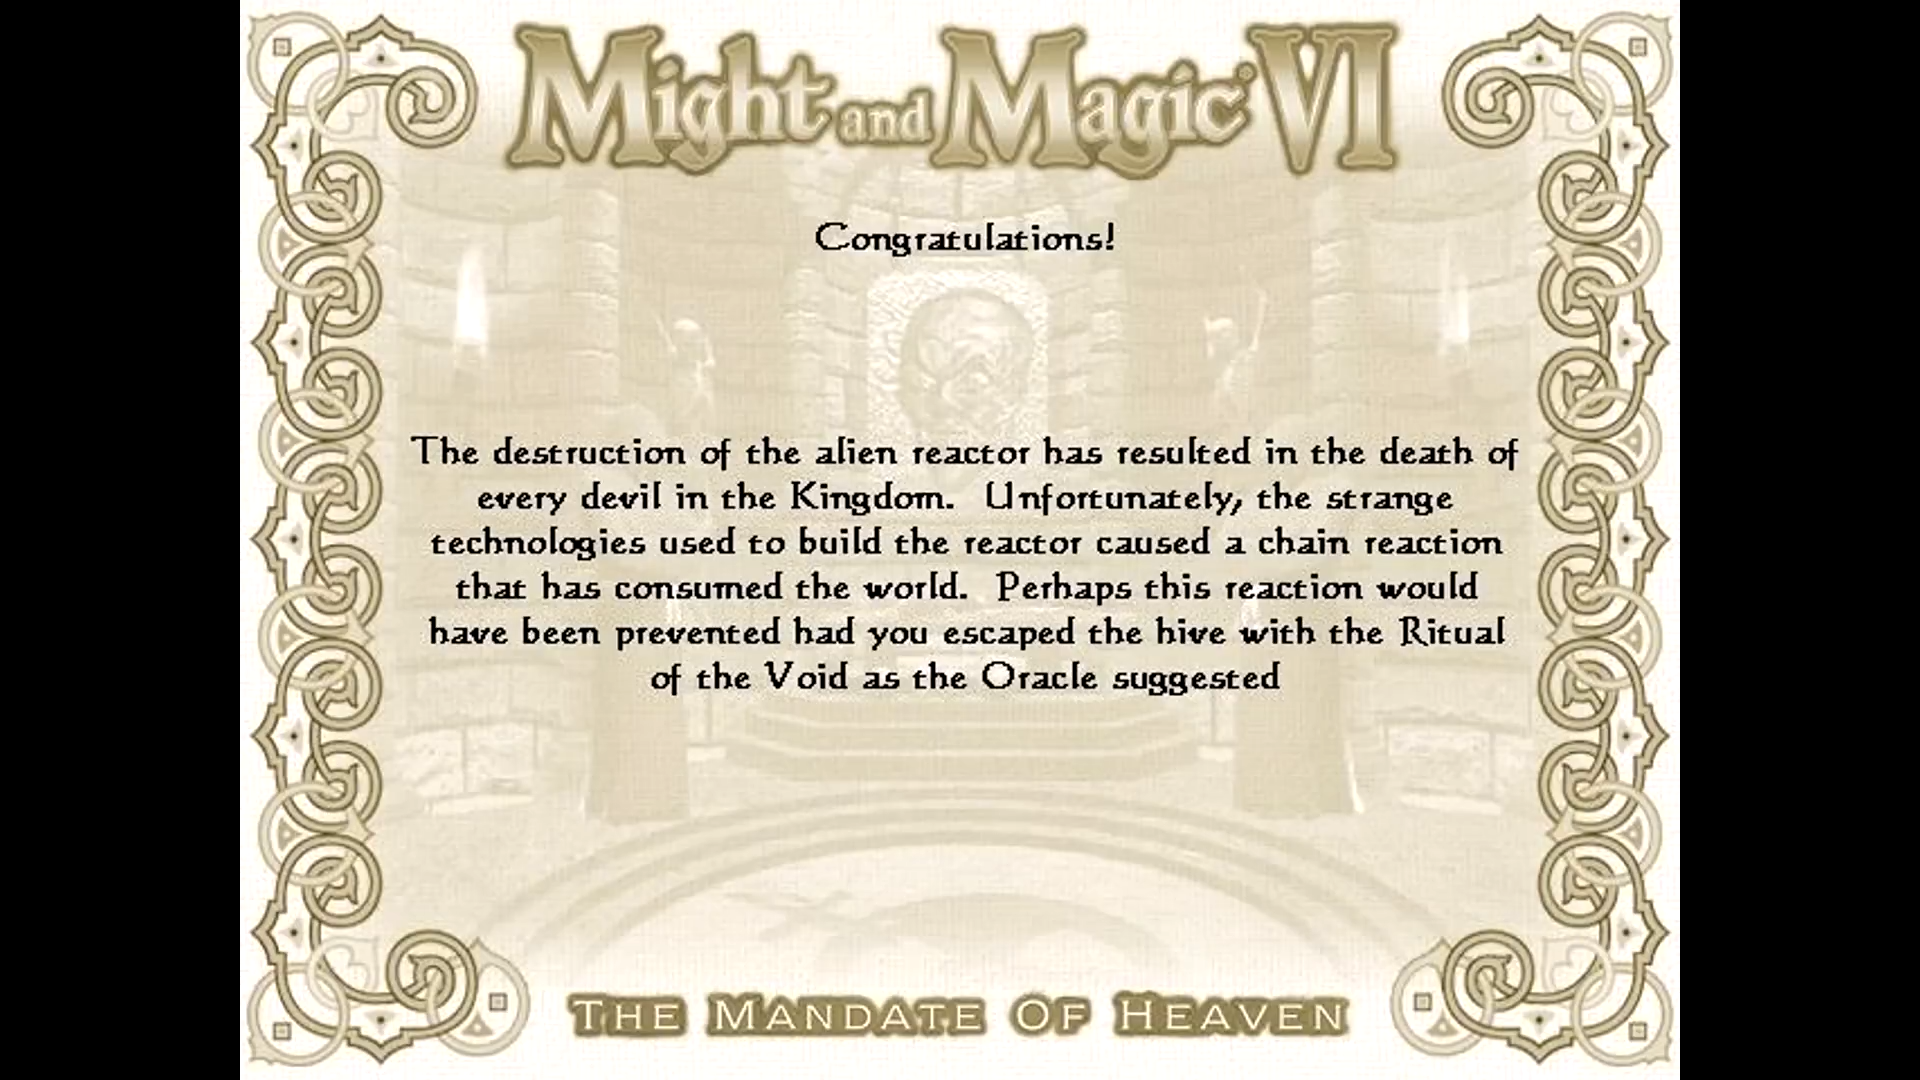 Might and Magic® VI
Congratulations!
The destruction of the alien reactor has resulted in the death of
every devil in the Kingdom.  Unfortunately, the strange
technologies used to build the reactor caused a chain reaction
that has consumed the world.  Perhaps this reaction would
have been prevented had you escaped the hive with the Ritual
of the Void as the Oracle suggested
The Mandate Of Heaven